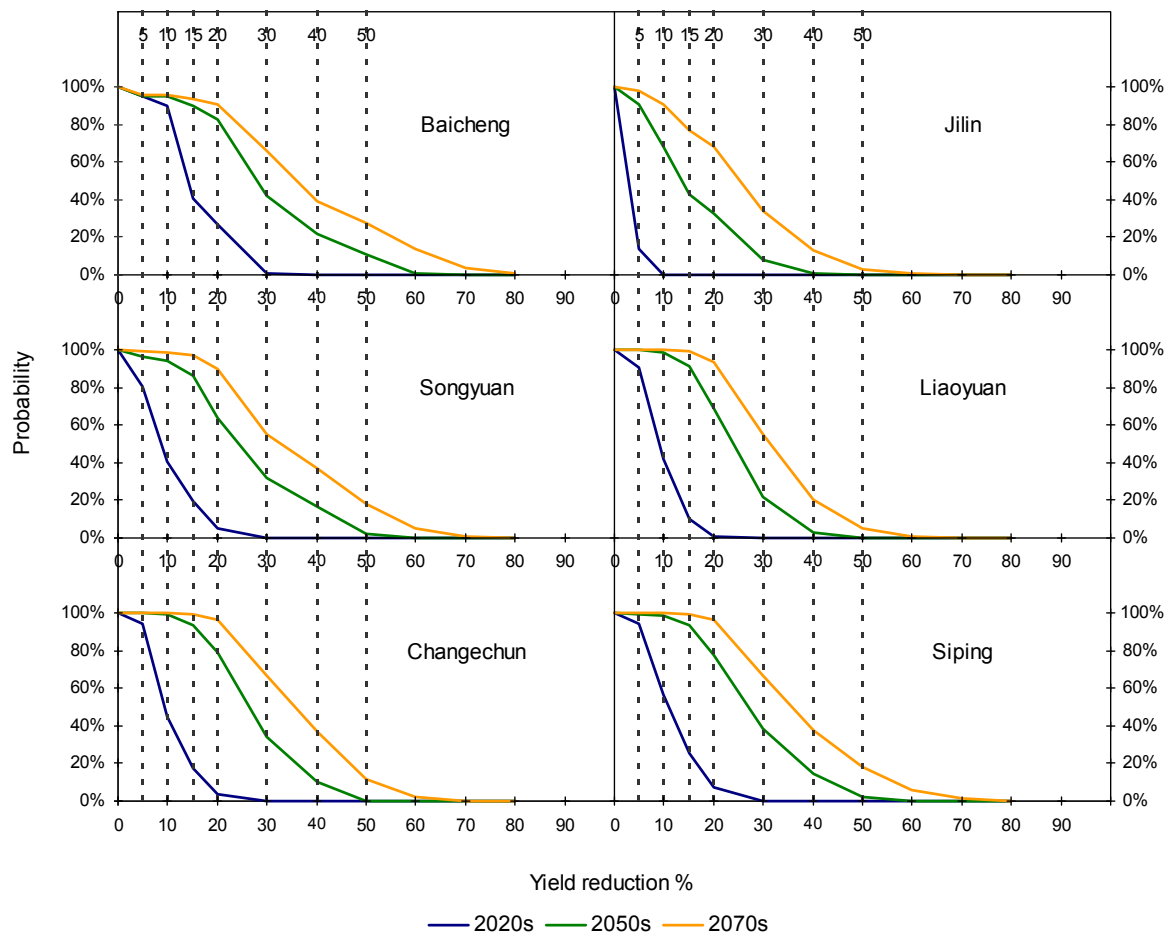 5 10 15 20 30 40 50 5 10 15 20 30 40 50
100% 100%
80% Baicheng Jilin 80%
60% 60%
40% 40%
20% 20%
0% 0%
0 10 20 30 40 50 60 70 80 90 0 10 20 30 40 50 60 70 80 90
100% 100%
80% Songyuan Liaoyuan 80%
60% 60%
40% 40%
20% 20%
0% 0%
0 10 20 30 40 50 60 70 80 90 0 10 20 30 40 50 60 70 80 90
100% 100%
80% Changechun Siping 80%
60% 60%
40% 40%
20% 20%
0% 0%
0 10 20 30 40 50 60 70 80 90 0 10 20 30 40 50 60 70 80 90
Probability
Yield reduction %
2020s 2050s 2070s